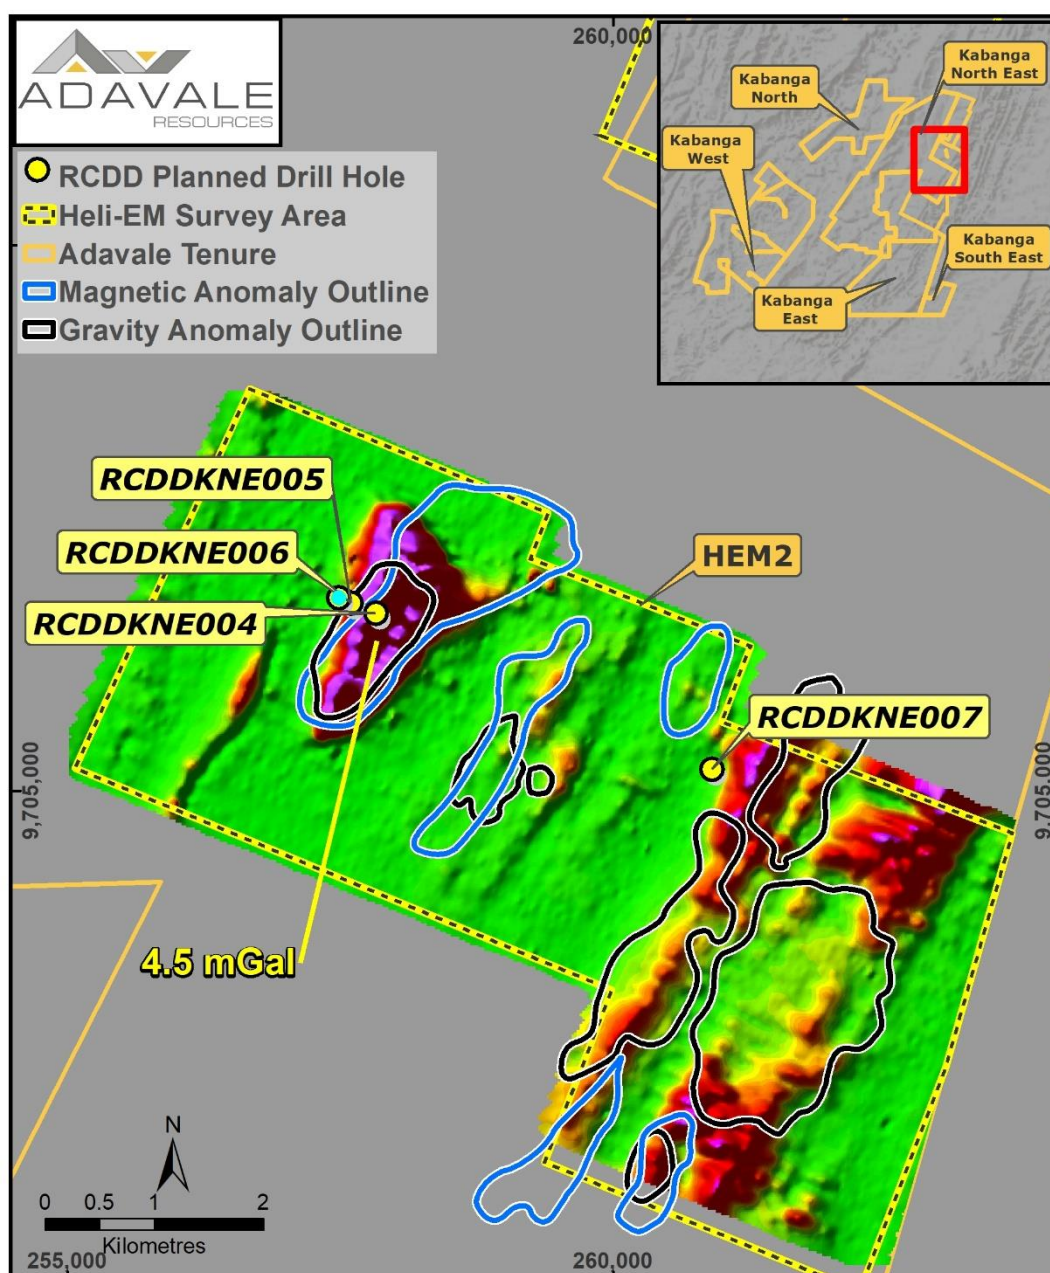 ADAVALE
RESOURCES
260,000
RCDD Planned Drill Hole
Heli-EM Survey Area
Adavale Tenure
Magnetic Anomaly Outline
Gravity Anomaly Outline
Kabanga
North
Kabanga
North East
Kabanga
West
Kabanga
South East
Kabanga
East
RCDDKNE005
RCDDKNE006
RCDDKNE004
HEM2
RCDDKNE007
9,705,000
9,705,000
4.5 mGal
N
0 0.5 1 2
Kilometres
255,000
260,000